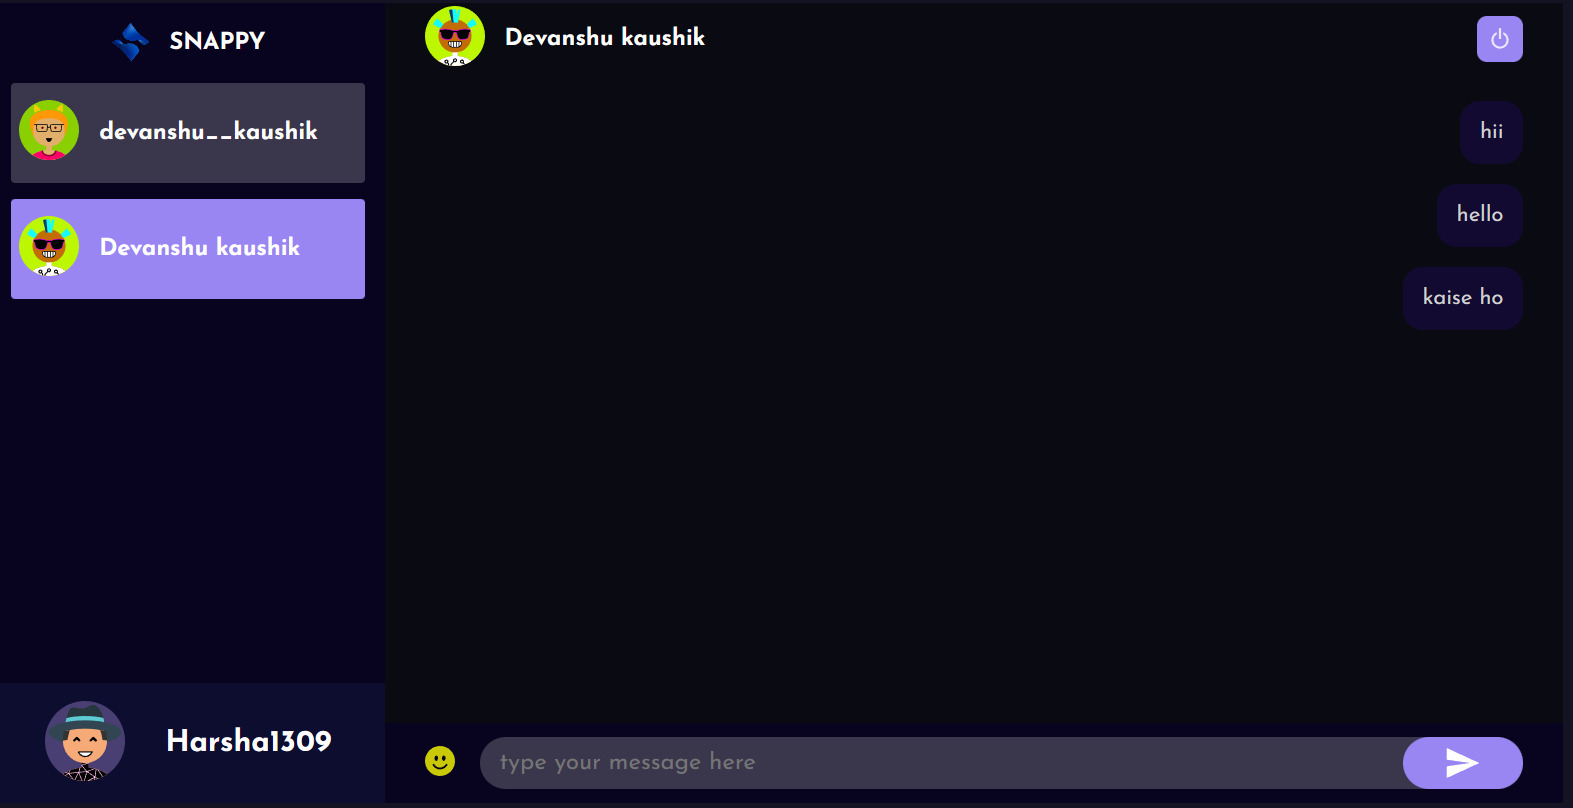 SNAPPY
devanshu__kaushik
Devanshu kaushik
Harsha1309
Devanshu kaushik
hii
hello
kaise ho
type your message here